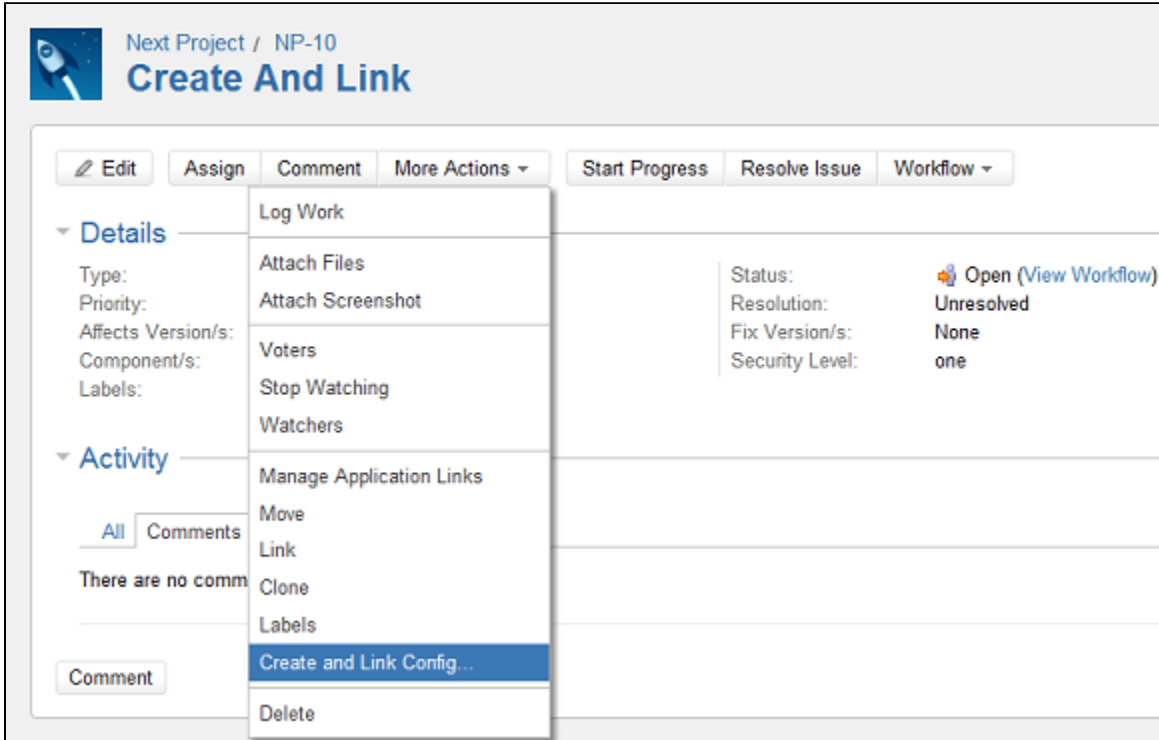 Next Project / NP-10
Create And Link
Edit Assign Comment More Actions Start Progress Resolve Issue Workflow
Log Work
Attach Files
Attach Screenshot
Voters
Stop Watching
Watchers
Manage Application Links
Move
Link
Clone
Labels
Create and Link Config...
Delete
Details
Type:
Priority:
Affects Version/s:
Component/s:
Labels:
Status: Open (View Workflow)
Resolution: Unresolved
Fix Version/s: None
Security Level: one
Activity
All Comments
There are no comm
Comment